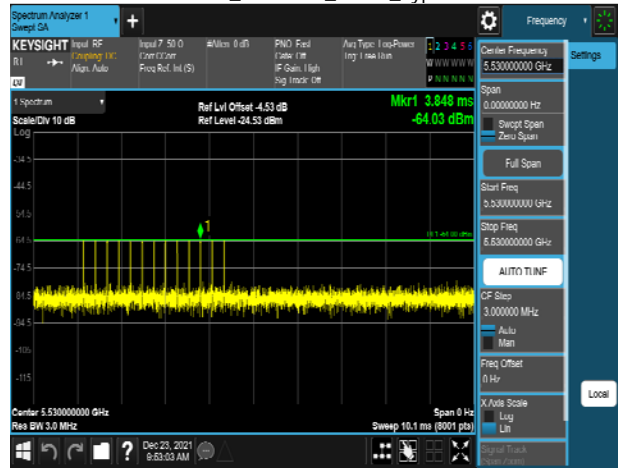 Spectrum Analyzer 1
Swept SA
+
Frequency
KEYSIGHT
Input: RF
Coupling: DC
Align: Auto
Input Z: 50 Ω
Corr CCorr
Freq Ref: Int (S)
#Atten: 0 dB
PNO: Fast
Gate: Off
IF Gain: High
Sig Track: Off
Avg Type: Log-Power
Trig: Free Run
1 2 3 4 5 6
W W W W W W
P N N N N N
1 Spectrum
Scale/Div 10 dB
Log
Ref Lvl Offset -4.53 dB
Ref Level -24.53 dBm
Mkr1 3.848 ms
-64.03 dBm
-34.5
-44.5
-54.5
-64.5
-74.5
-84.5
-94.5
-105
-115
1
Center 5.530000000 GHz
Res BW 3.0 MHz
Span 0 Hz
Sweep 10.1 ms (8001 pts)
Center Frequency
5.530000000 GHz
Settings
Span
0.00000000 Hz
Swept Span
Zero Span
Full Span
Start Freq
5.530000000 GHz
Stop Freq
5.530000000 GHz
AUTO TUNE
CF Step
3.000000 MHz
Auto
Man
Freq Offset
0 Hz
X Axis Scale
Log
Lin
Signal Track
(Span Zoom)
Local
?
Dec 23, 2021
9:53:03 AM